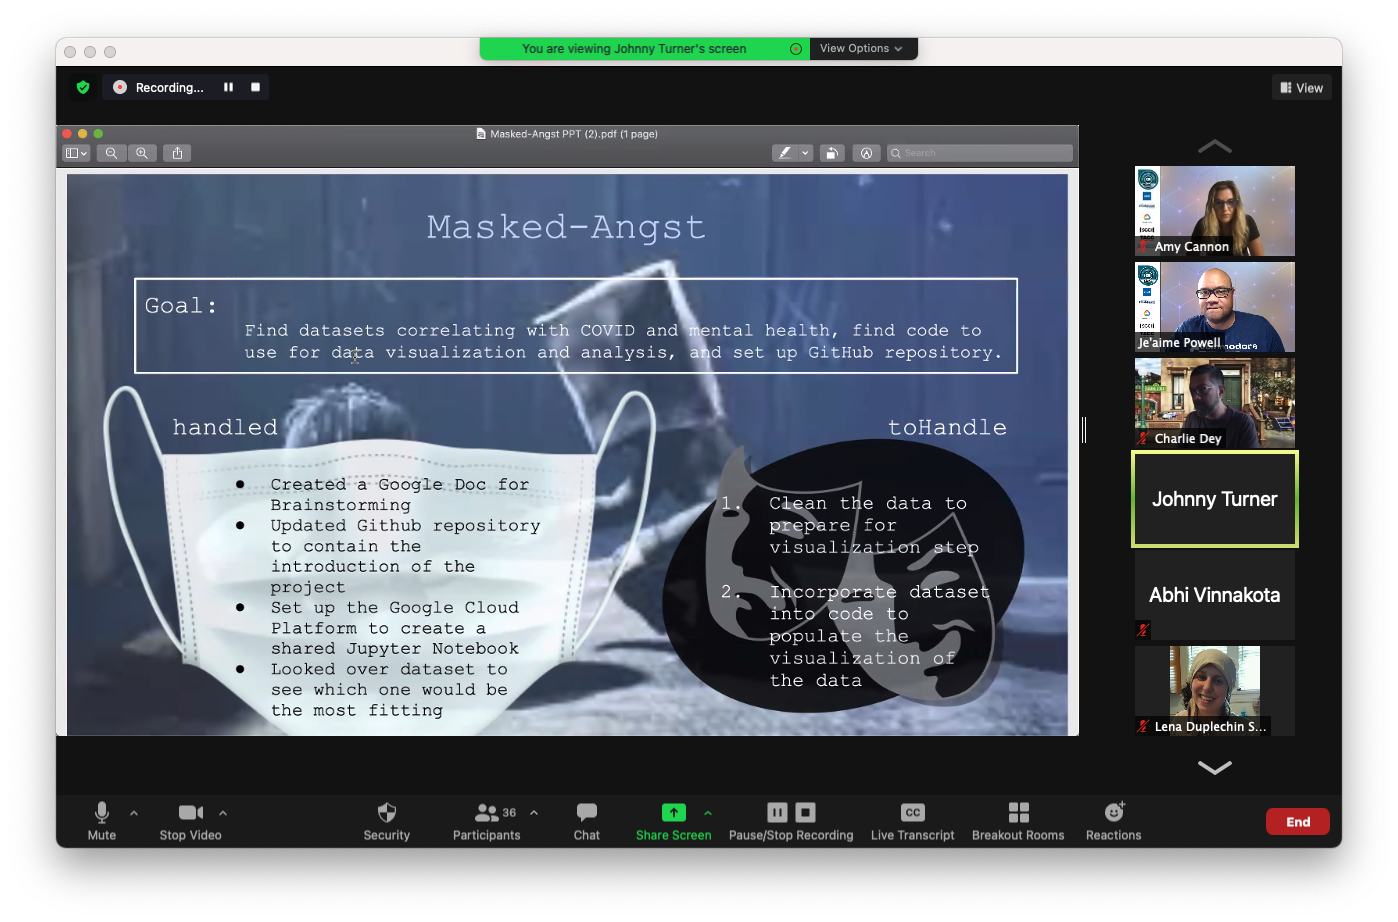 You are viewing Johnny Turner's screen
View Options
Recording...
View
Masked-Angst PPT (2).pdf (1 page)
Search
Masked-Angst
Goal:
Find datasets correlating with COVID and mental health, find code to
use for data visualization and analysis, and set up GitHub repository.
handled
toHandle
● Created a Google Doc for
Brainstorming
● Updated Github repository
to contain the
introduction of the
project
● Set up the Google Cloud
Platform to create a
shared Jupyter Notebook
● Looked over dataset to
see which one would be
the most fitting
1. Clean the data to
prepare for
visualization step
2. Incorporate dataset
into code to
populate the
visualization of
the data
Amy Cannon
Je'aime Powell
Charlie Dey
Johnny Turner
Abhi Vinnakota
Lena Duplechin S...
Mute
Stop Video
Security
36
Participants
Chat
Share Screen
Pause/Stop Recording
CC
Live Transcript
Breakout Rooms
Reactions
End